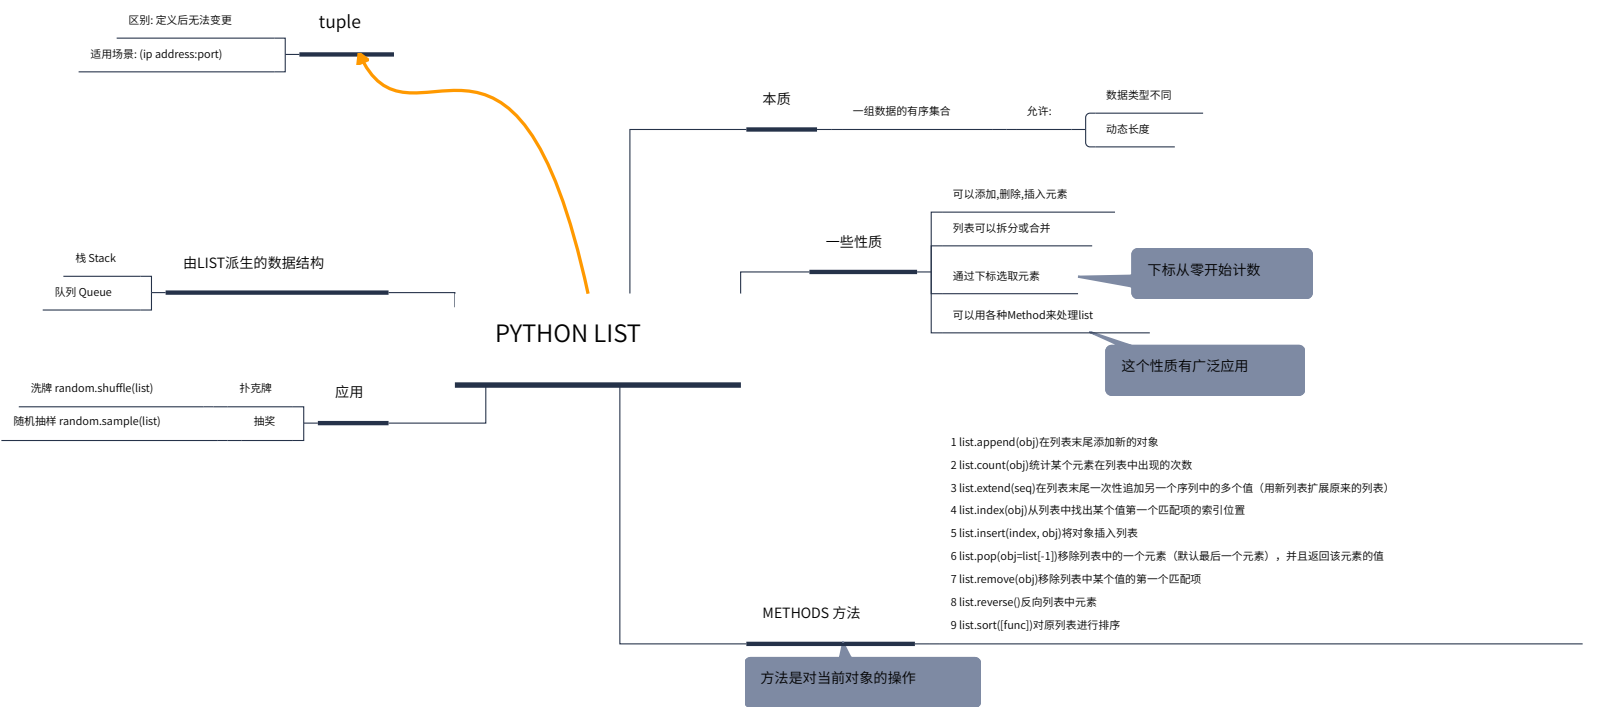 tuple
区别: 定义后无法变更
适用场景: (ip address:port)
本质
一组数据的有序集合
允许:
数据类型不同
动态长度
一些性质
可以添加,删除,插入元素
列表可以拆分或合并
通过下标选取元素
下标从零开始计数
可以用各种Method来处理list
这个性质有广泛应用
由LIST派生的数据结构
栈 Stack
队列 Queue
PYTHON LIST
应用
扑克牌
洗牌 random.shuffle(list)
抽奖
随机抽样 random.sample(list)
METHODS 方法
1 list.append(obj)在列表末尾添加新的对象
2 list.count(obj)统计某个元素在列表中出现的次数
3 list.extend(seq)在列表末尾一次性追加另一个序列中的多个值（用新列表扩展原来的列表）
4 list.index(obj)从列表中找出某个值第一个匹配项的索引位置
5 list.insert(index, obj)将对象插入列表
6 list.pop(obj=list[-1])移除列表中的一个元素（默认最后一个元素），并且返回该元素的值
7 list.remove(obj)移除列表中某个值的第一个匹配项
8 list.reverse()反向列表中元素
9 list.sort([func])对原列表进行排序
方法是对当前对象的操作